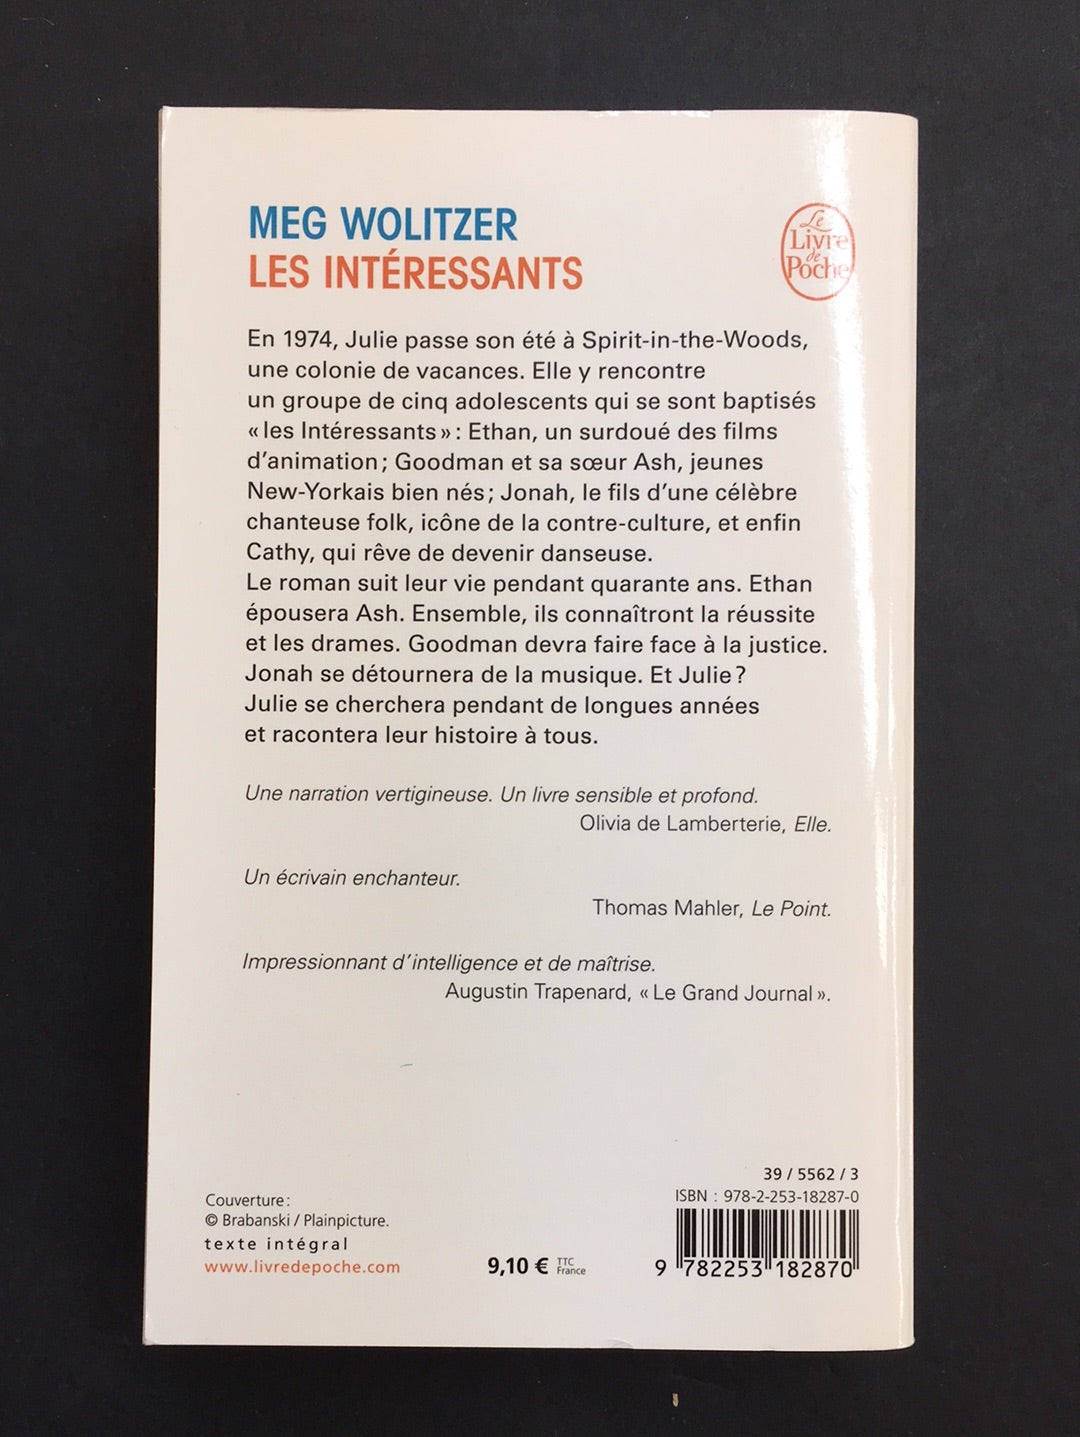 MEG WOLITZER
LES INTÉRESSANTS
Le
Livre
de
Poche
En 1974, Julie passe son été à Spirit-in-the-Woods,
une colonie de vacances. Elle y rencontre
un groupe de cinq adolescents qui se sont baptisés
« les Intéressants » : Ethan, un surdoué des films
d’animation ; Goodman et sa sœur Ash, jeunes
New-Yorkais bien nés ; Jonah, le fils d’une célèbre
chanteuse folk, icône de la contre-culture, et enfin
Cathy, qui rêve de devenir danseuse.
Le roman suit leur vie pendant quarante ans. Ethan
épousera Ash. Ensemble, ils connaîtront la réussite
et les drames. Goodman devra faire face à la justice.
Jonah se détournera de la musique. Et Julie ?
Julie se cherchera pendant de longues années
et racontera leur histoire à tous.
Une narration vertigineuse. Un livre sensible et profond.
Olivia de Lamberterie, Elle.
Un écrivain enchanteur.
Thomas Mahler, Le Point.
Impressionnant d’intelligence et de maîtrise.
Augustin Trapenard, « Le Grand Journal ».
Couverture :
© Brabanski / Plainpicture.
texte intégral
www.livredepoche.com
9,10 € TTC
France
39 / 5562 / 3
ISBN : 978-2-253-18287-0
9 782253 182870